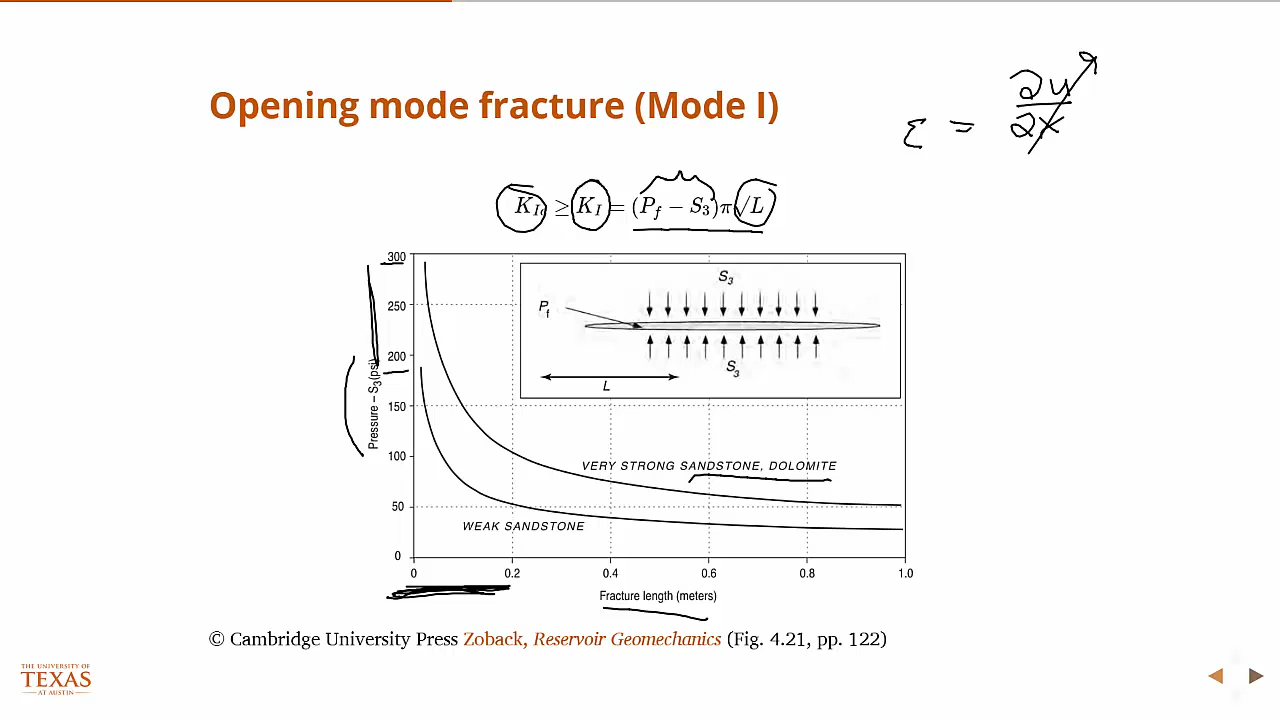 Opening mode fracture (Mode I)
ε = ∂u/∂x
K_Ic ≥ K_I = (P_f − S_3)π√L
300
250
200
150
100
50
0
Pressure – S3(psi)
S3
Pf
S3
L
VERY STRONG SANDSTONE, DOLOMITE
WEAK SANDSTONE
0 0.2 0.4 0.6 0.8 1.0
Fracture length (meters)
© Cambridge University Press Zoback, Reservoir Geomechanics (Fig. 4.21, pp. 122)
THE UNIVERSITY OF
TEXAS
AT AUSTIN